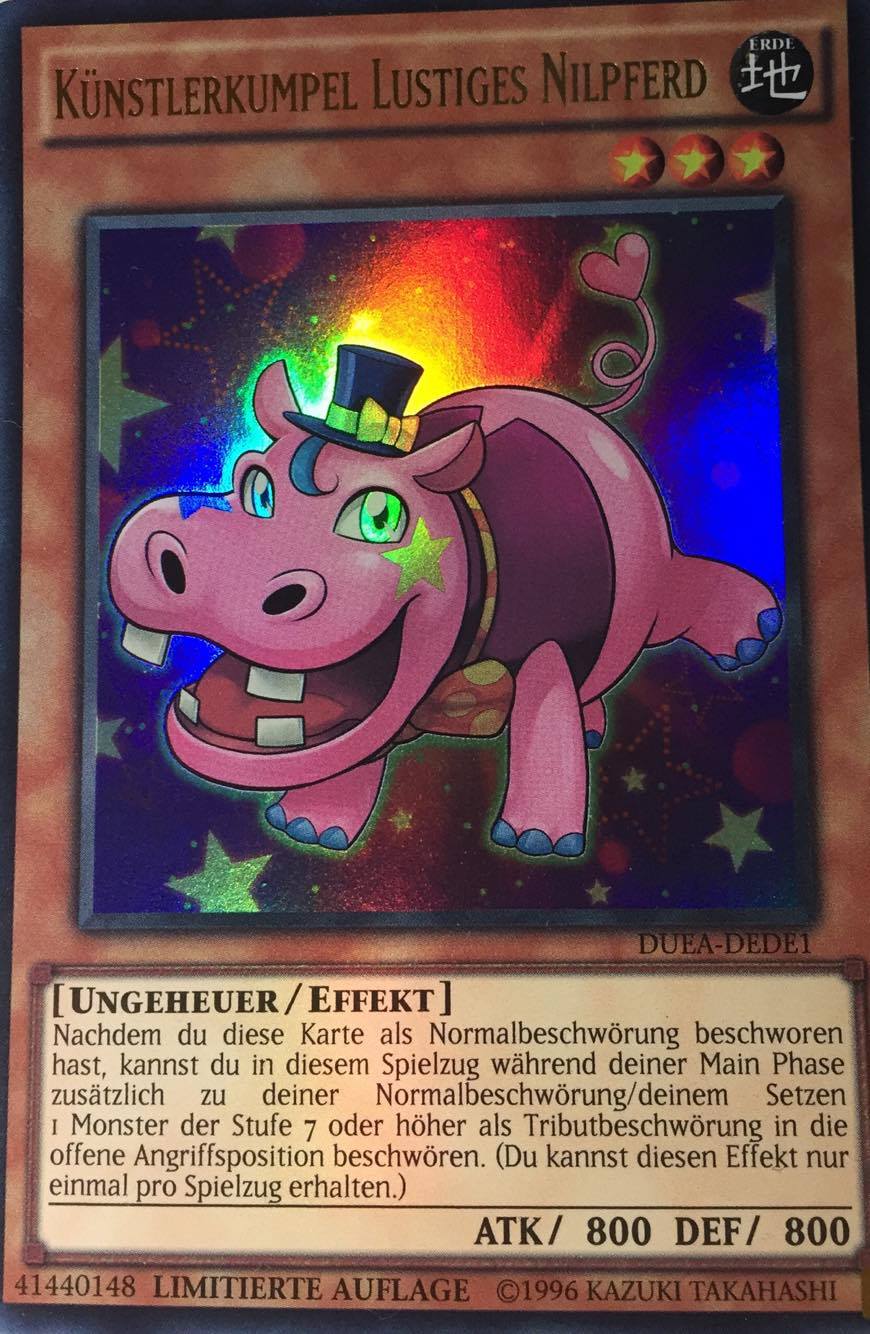 KÜNSTLERKUMPEL LUSTIGES NILPFERD
ERDE
地
DUEA-DEDE1
[UNGEHEUER/EFFEKT]
Nachdem du diese Karte als Normalbeschwörung beschworen
hast, kannst du in diesem Spielzug während deiner Main Phase
zusätzlich zu deiner Normalbeschwörung/deinem Setzen
1 Monster der Stufe 7 oder höher als Tributbeschwörung in die
offene Angriffsposition beschwören. (Du kannst diesen Effekt nur
einmal pro Spielzug erhalten.)
ATK/ 800 DEF/ 800
41440148 LIMITIERTE AUFLAGE ©1996 KAZUKI TAKAHASHI